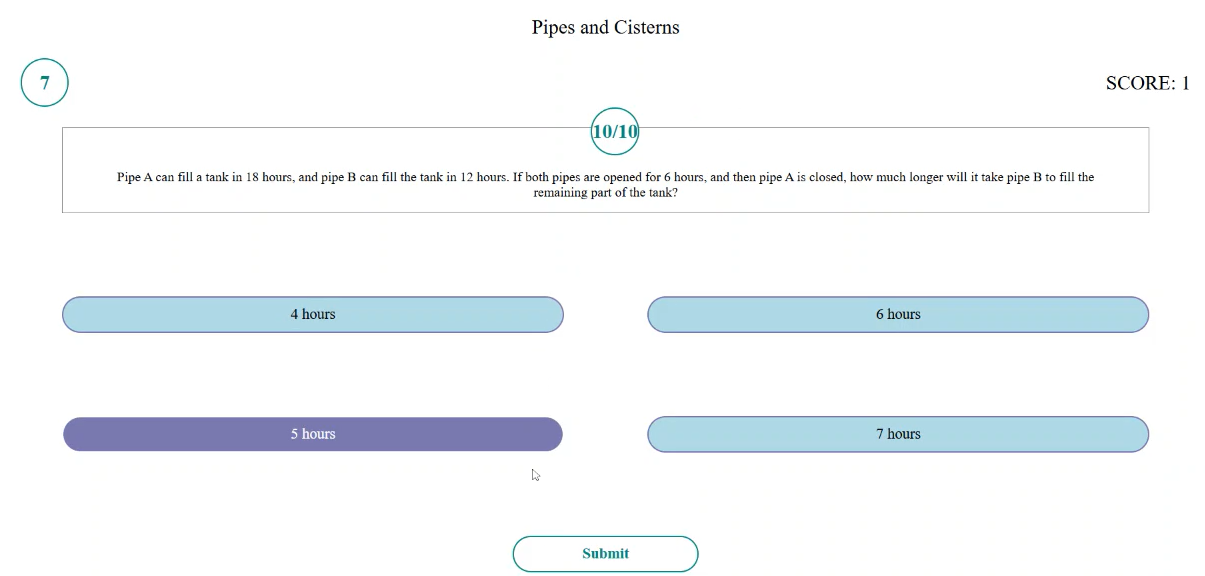 Pipes and Cisterns
7
SCORE: 1
10/10
Pipe A can fill a tank in 18 hours, and pipe B can fill the tank in 12 hours. If both pipes are opened for 6 hours, and then pipe A is closed, how much longer will it take pipe B to fill the
remaining part of the tank?
4 hours
6 hours
5 hours
7 hours
Submit